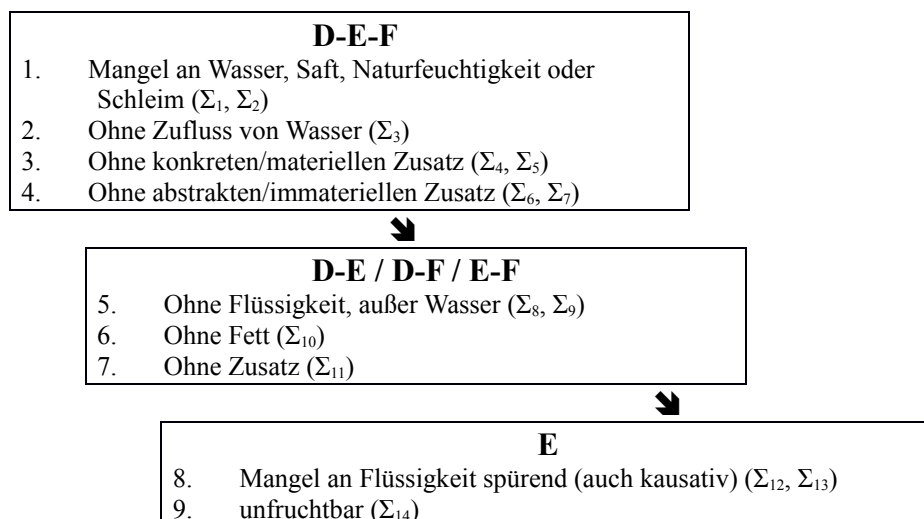 D-E-F
1. Mangel an Wasser, Saft, Naturfeuchtigkeit oder
Schleim (Σ₁, Σ₂)
2. Ohne Zufluss von Wasser (Σ₃)
3. Ohne konkreten/materiellen Zusatz (Σ₄, Σ₅)
4. Ohne abstrakten/immateriellen Zusatz (Σ₆, Σ₇)
D-E / D-F / E-F
5. Ohne Flüssigkeit, außer Wasser (Σ₈, Σ₉)
6. Ohne Fett (Σ₁₀)
7. Ohne Zusatz (Σ₁₁)
E
8. Mangel an Flüssigkeit spürend (auch kausativ) (Σ₁₂, Σ₁₃)
9. unfruchtbar (Σ₁₄)